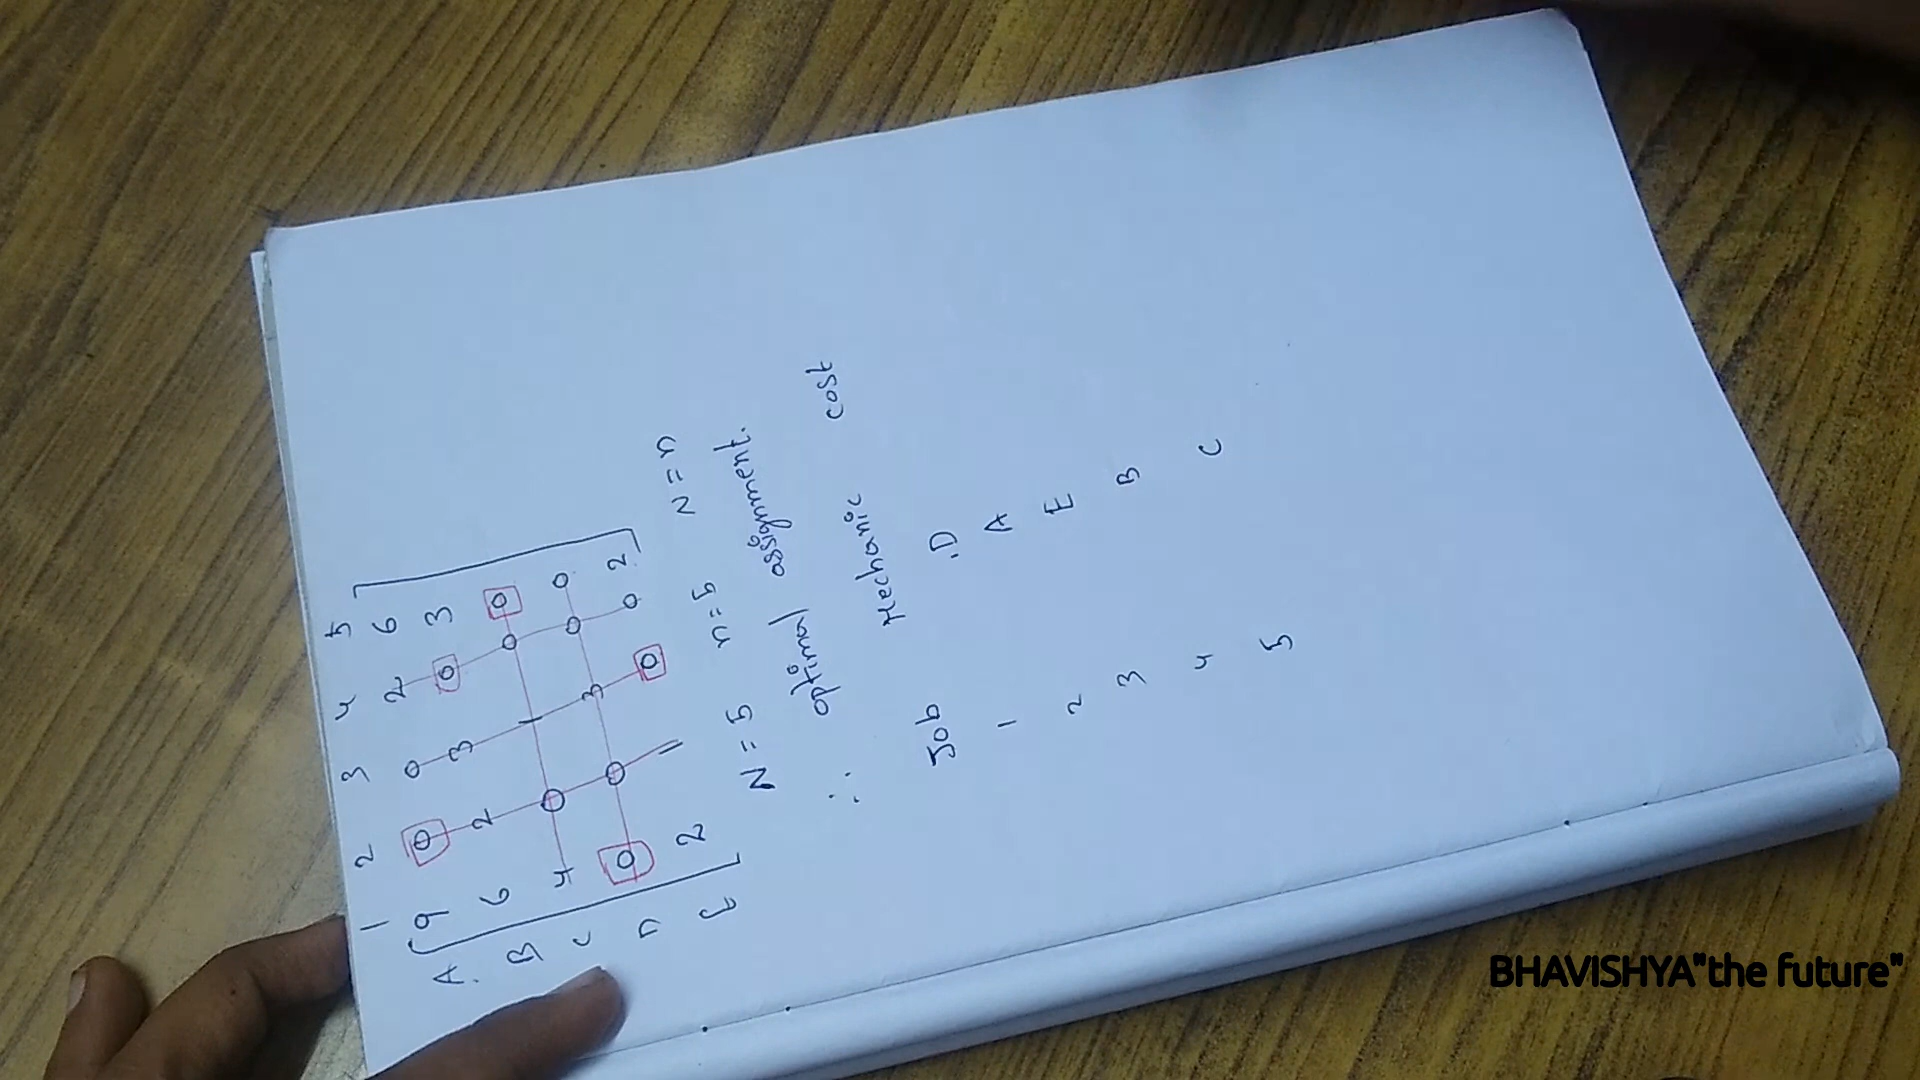 1 2 3 4 5
A 9 0 0 2 6
B 6 2 3 0 3
C 4 0 1 0 0
D 0 0 3 0 0
E 2 1 0 0 2
N = 5 n = 5 N = n
∴ optimal assignment.
Job Mechanic cost
1 D
2 A
3 E
4 B
5 C
BHAVISHYA"the future"